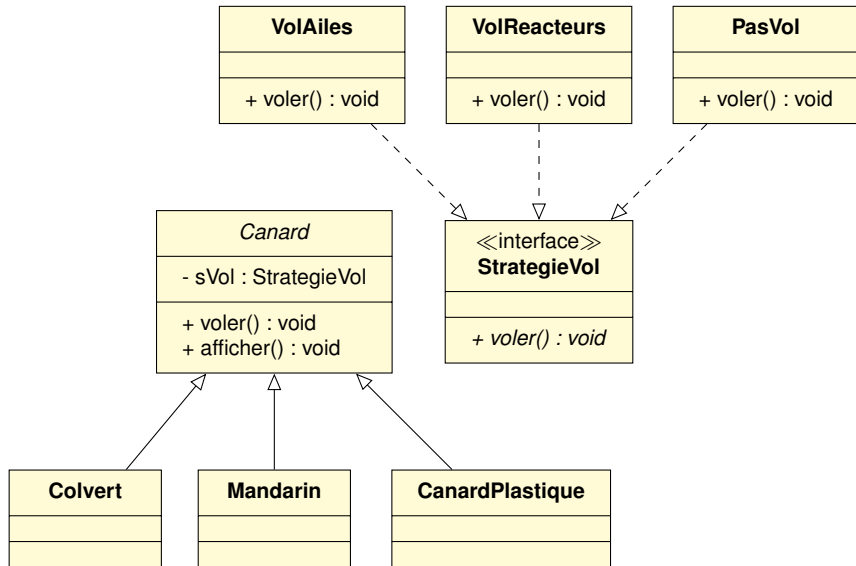 VolAiles
+ voler() : void
VolReacteurs
+ voler() : void
PasVol
+ voler() : void
Canard
- sVol : StrategieVol
+ voler() : void
+ afficher() : void
≪interface≫
StrategieVol
+ voler() : void
Colvert
Mandarin
CanardPlastique